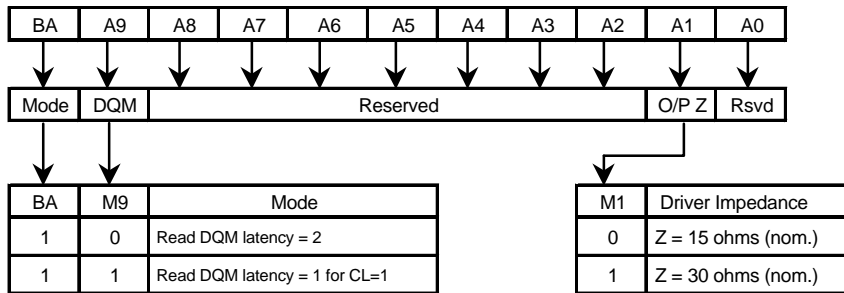 BA A9 A8 A7 A6 A5 A4 A3 A2 A1 A0
Mode DQM Reserved O/P Z Rsvd
BA M9 Mode
1 0 Read DQM latency = 2
1 1 Read DQM latency = 1 for CL=1
M1 Driver Impedance
0 Z = 15 ohms (nom.)
1 Z = 30 ohms (nom.)